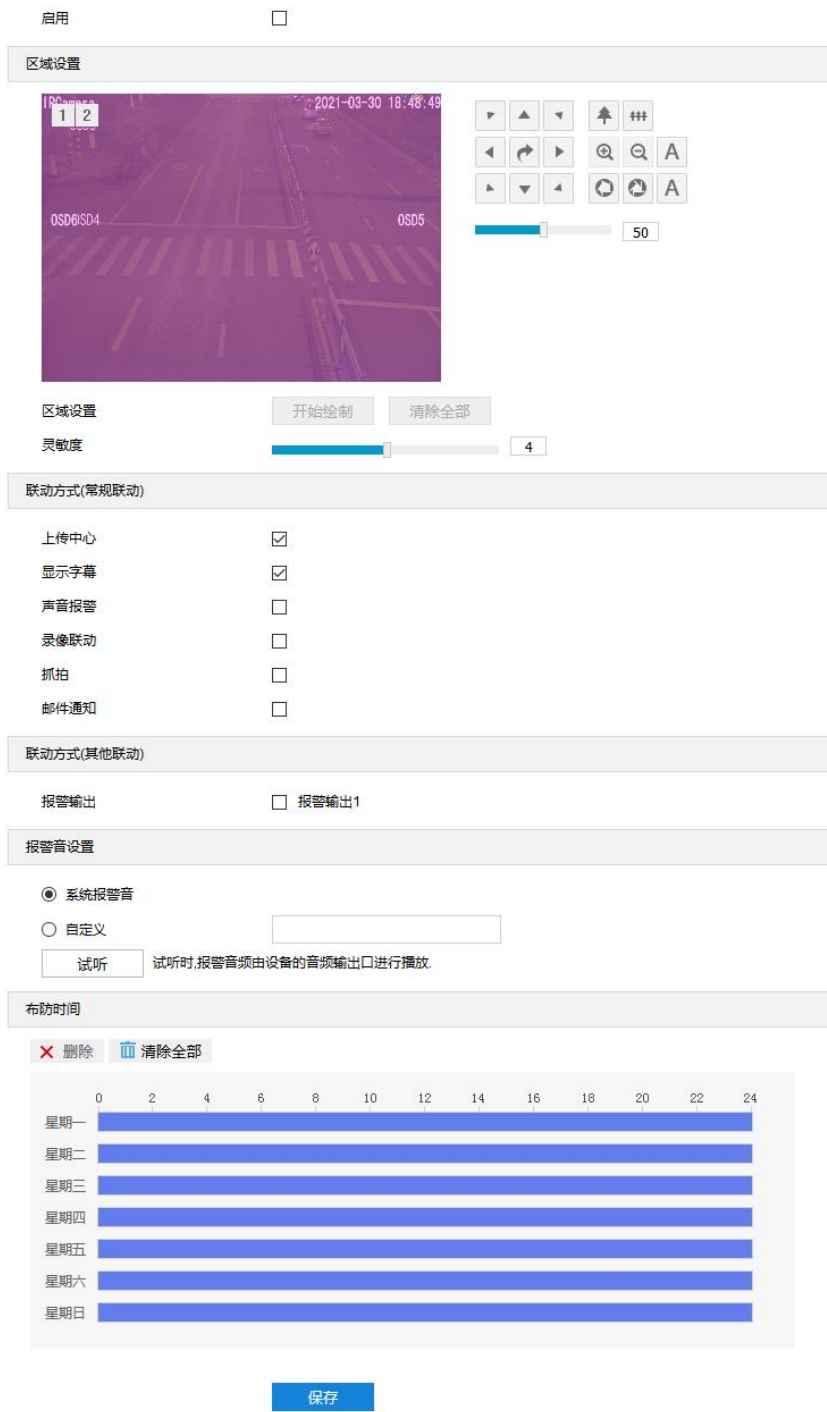 启用
区域设置
IRCamera 2021-03-30 18:48:49
1 2
OSD6 OSD4 OSD5
A
A
50
区域设置 开始绘制 清除全部
灵敏度 4
联动方式(常规联动)
上传中心
显示字幕
声音报警
录像联动
抓拍
邮件通知
联动方式(其他联动)
报警输出 报警输出1
报警音设置
系统报警音
自定义
试听 试听时,报警音频由设备的音频输出口进行播放.
布防时间
删除 清除全部
0 2 4 6 8 10 12 14 16 18 20 22 24
星期一
星期二
星期三
星期四
星期五
星期六
星期日
保存